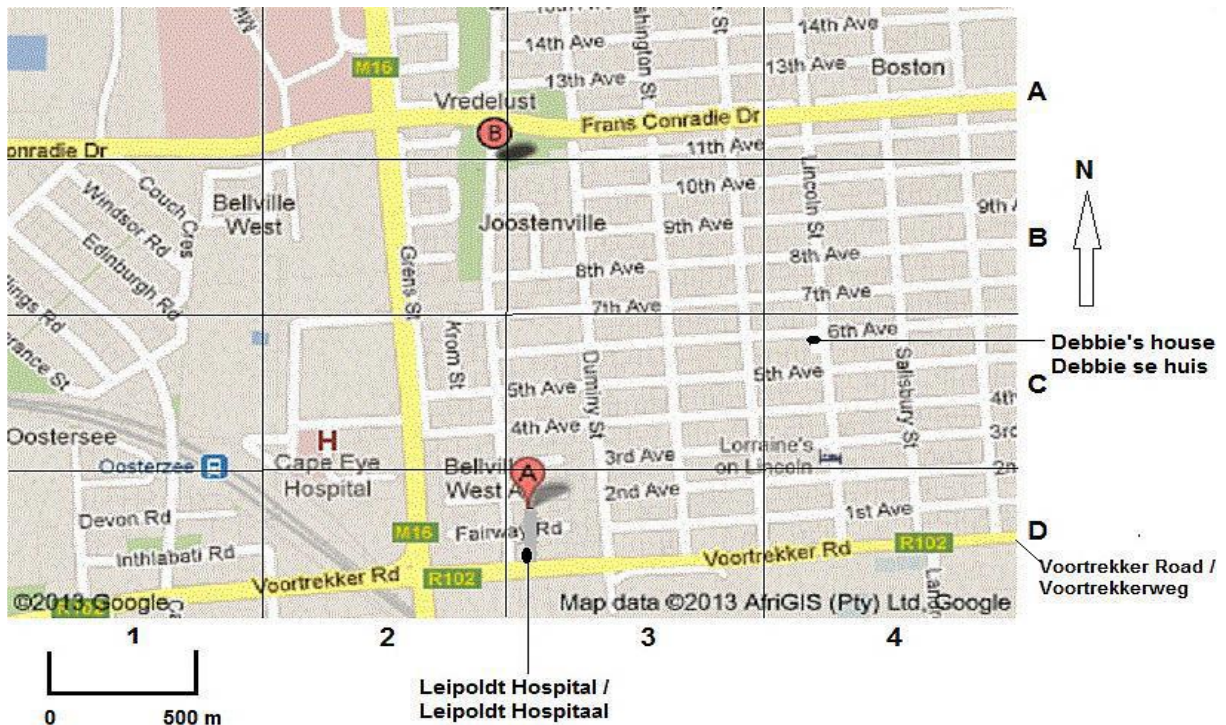 14th Ave
14th Ave
13th Ave
13th Ave
Boston
M16
Vredelust
B
Frans Conradie Dr
onradie Dr
11th Ave
A
N
Couch Cres
Windsor Rd
Edinburgh Rd
Bellville
West
Joostenville
10th Ave
9th Ave
Lincoln St
8th Ave
8th Ave
7th Ave
7th Ave
B
Grens St
Krom St
Duminy St
6th Ave
5th Ave
5th Ave
Salisbury St
4th Ave
4th
3rd Ave
3rd
C
Debbie's house
Debbie se huis
Oostersee
Oosterzee
H
Cape Eye
Hospital
Lorraine's
on Lincoln
A
West
2nd Ave
1st Ave
Devon Rd
Fairway Rd
Inthlabati Rd
M16
Voortrekker Rd
R102
Voortrekker Rd
R102
D
Voortrekker Road /
Voortrekkerweg
©2013 Google
Map data ©2013 AfriGIS (Pty) Ltd, Google
1
2
3
4
0
500 m
Leipoldt Hospital /
Leipoldt Hospitaal